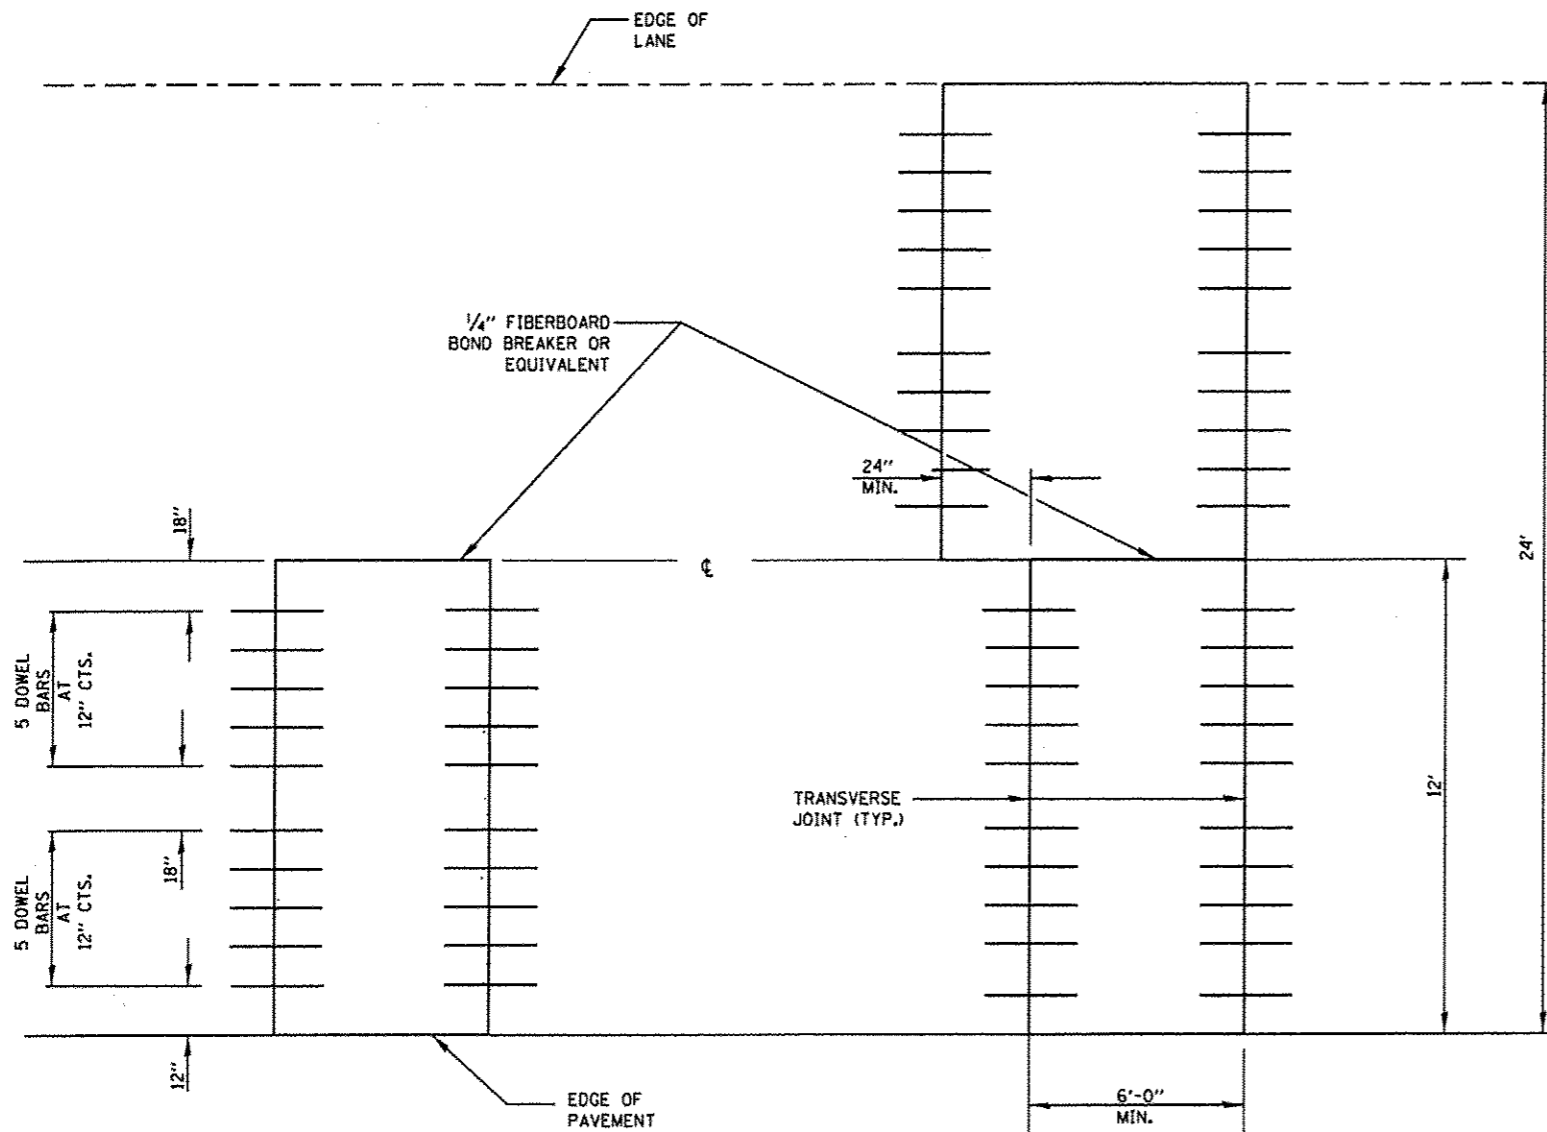 EDGE OF
LANE
1/4" FIBERBOARD
BOND BREAKER OR
EQUIVALENT
24"
MIN.
18"
℄
24'
5 DOWEL
BARS
AT
12" CTS.
TRANSVERSE
JOINT (TYP.)
12'
5 DOWEL
BARS
AT
12" CTS.
18"
12"
EDGE OF
PAVEMENT
6'-0"
MIN.